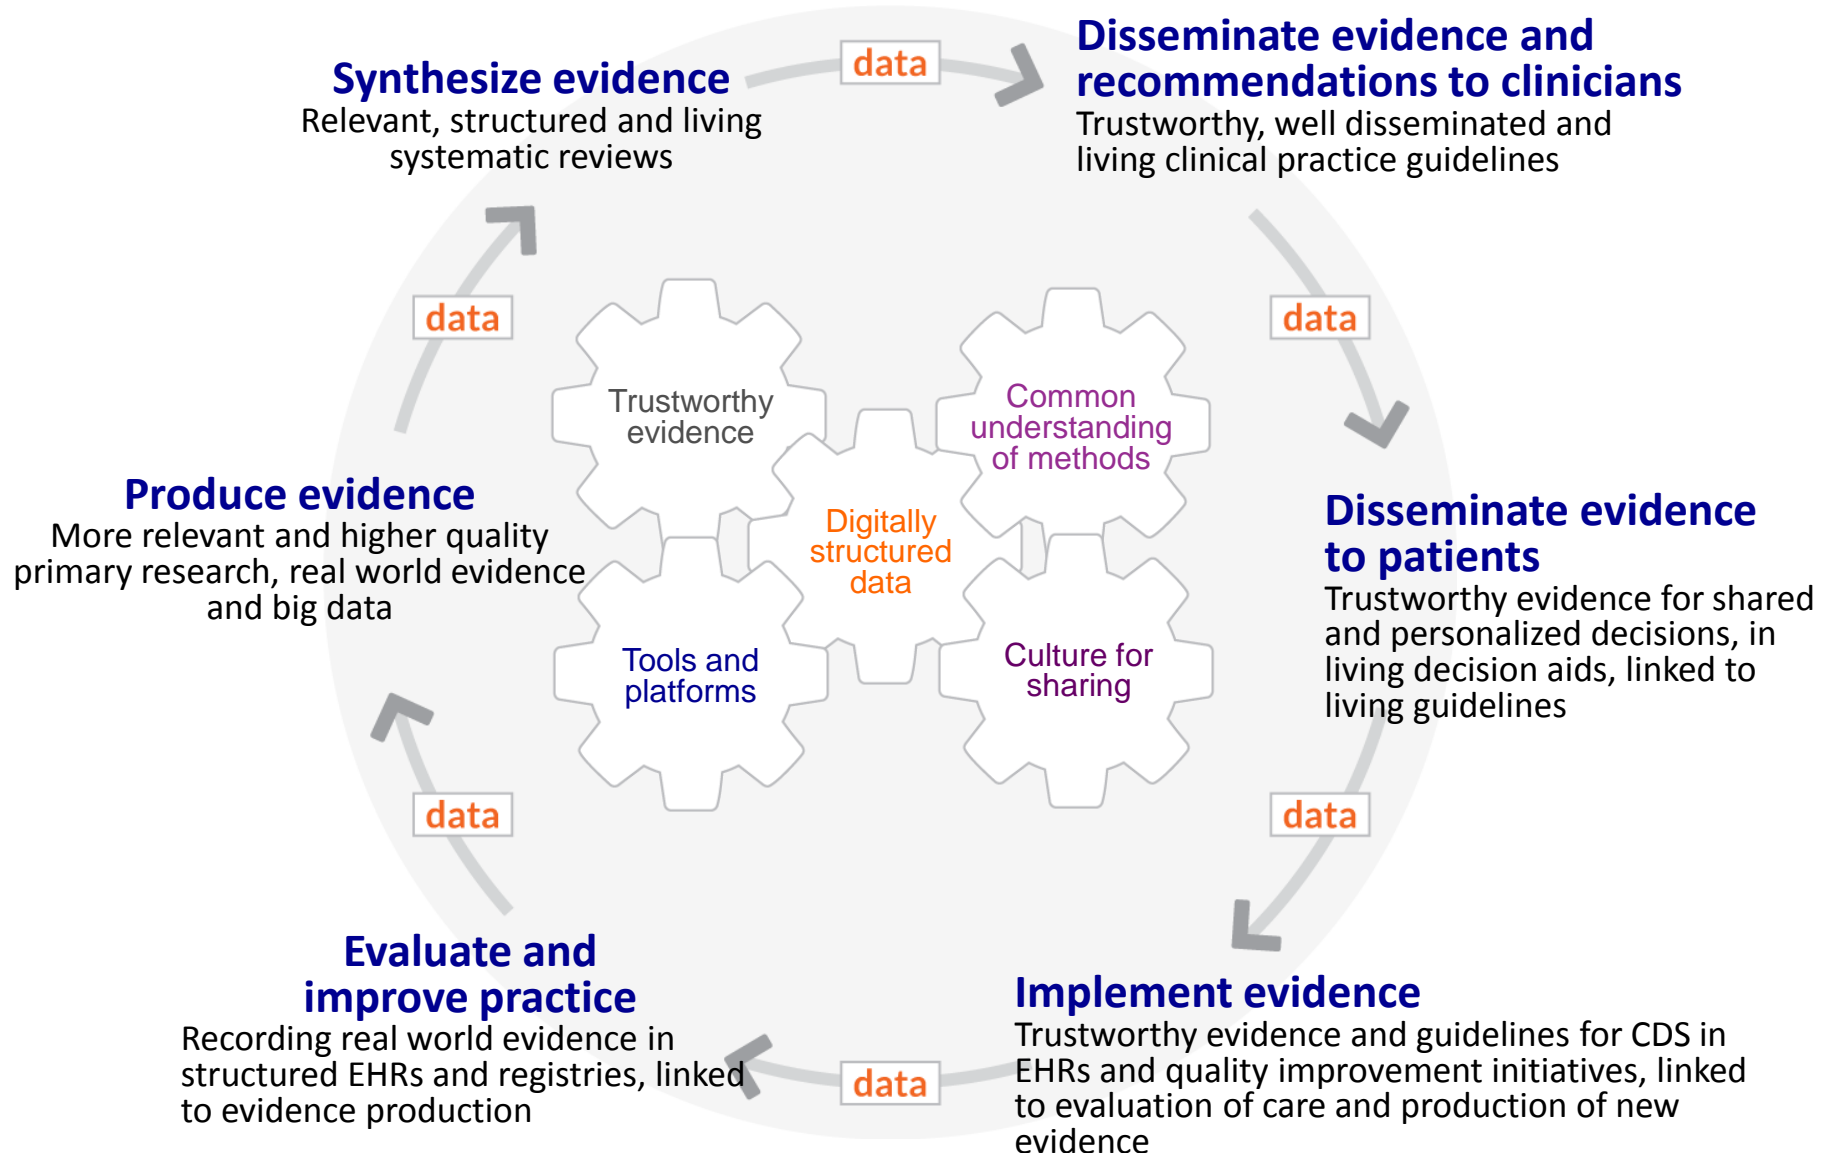 data
Synthesize evidence
Relevant, structured and living
systematic reviews
Disseminate evidence and
recommendations to clinicians
Trustworthy, well disseminated and
living clinical practice guidelines
data
data
Trustworthy
evidence
Common
understanding
of methods
Digitally
structured
data
Tools and
platforms
Culture for
sharing
Produce evidence
More relevant and higher quality
primary research, real world evidence
and big data
Disseminate evidence
to patients
Trustworthy evidence for shared
and personalized decisions, in
living decision aids, linked to
living guidelines
data
data
Evaluate and
improve practice
Recording real world evidence in
structured EHRs and registries, linked
to evidence production
data
Implement evidence
Trustworthy evidence and guidelines for CDS in
EHRs and quality improvement initiatives, linked
to evaluation of care and production of new
evidence